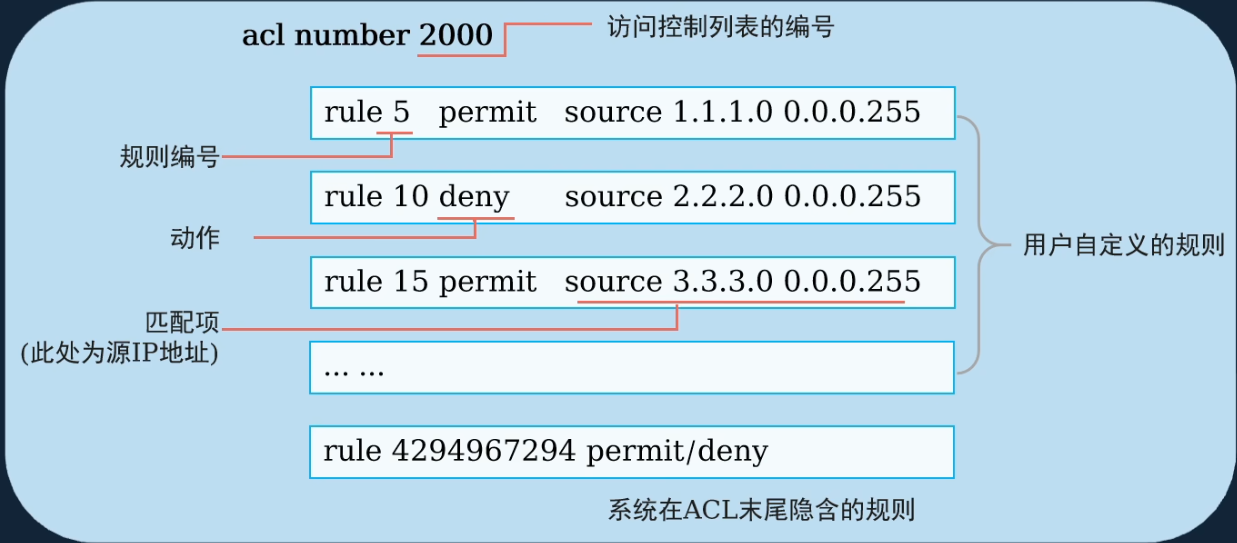 acl number 2000
访问控制列表的编号
rule 5 permit source 1.1.1.0 0.0.0.255
规则编号
rule 10 deny source 2.2.2.0 0.0.0.255
动作
用户自定义的规则
rule 15 permit source 3.3.3.0 0.0.0.255
匹配项
(此处为源IP地址)
... ...
rule 4294967294 permit/deny
系统在ACL末尾隐含的规则